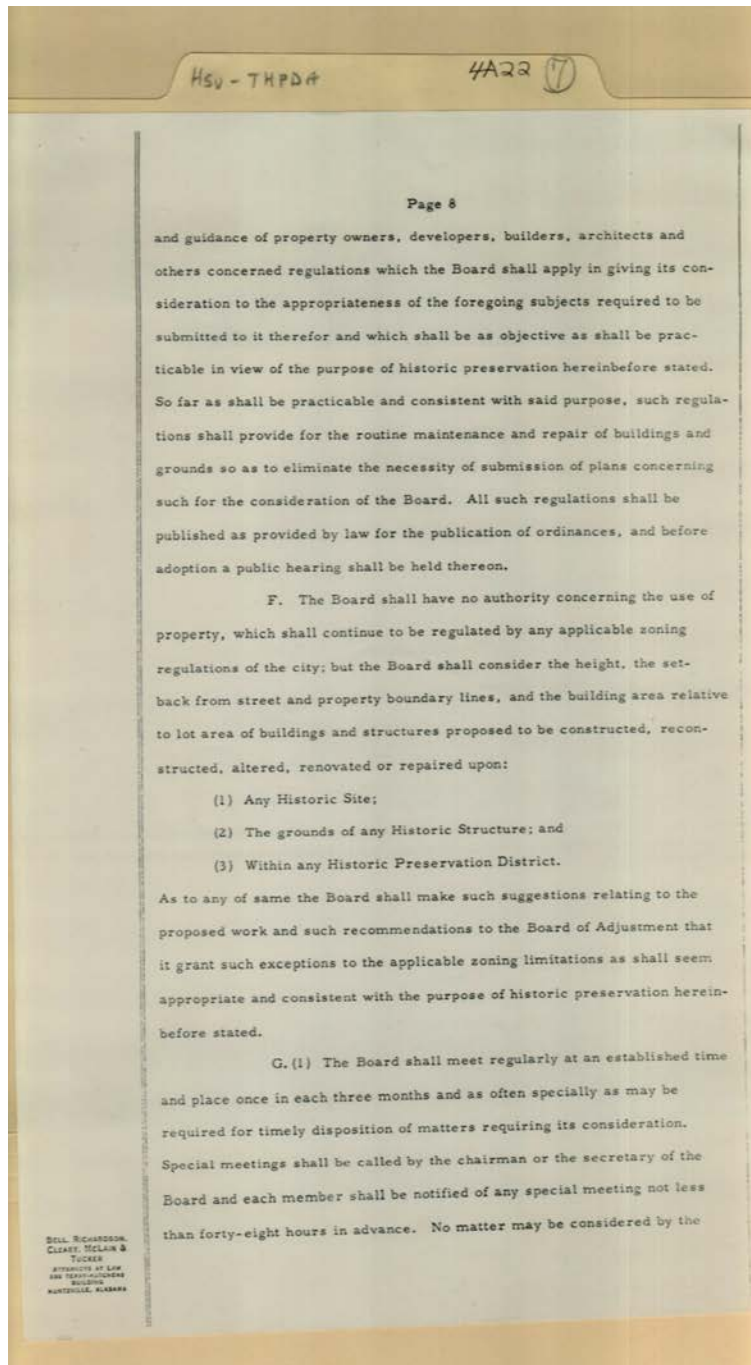 HSV - THPDA
4A22 7
Page 8
and guidance of property owners, developers, builders, architects and
others concerned regulations which the Board shall apply in giving its con-
sideration to the appropriateness of the foregoing subjects required to be
submitted to it therefor and which shall be as objective as shall be prac-
ticable in view of the purpose of historic preservation hereinbefore stated.
So far as shall be practicable and consistent with said purpose, such regula-
tions shall provide for the routine maintenance and repair of buildings and
grounds so as to eliminate the necessity of submission of plans concerning
such for the consideration of the Board. All such regulations shall be
published as provided by law for the publication of ordinances, and before
adoption a public hearing shall be held thereon.
F. The Board shall have no authority concerning the use of
property, which shall continue to be regulated by any applicable zoning
regulations of the city; but the Board shall consider the height, the set-
back from street and property boundary lines, and the building area relative
to lot area of buildings and structures proposed to be constructed, recon-
structed, altered, renovated or repaired upon:
(1) Any Historic Site;
(2) The grounds of any Historic Structure; and
(3) Within any Historic Preservation District.
As to any of same the Board shall make such suggestions relating to the
proposed work and such recommendations to the Board of Adjustment that
it grant such exceptions to the applicable zoning limitations as shall seem
appropriate and consistent with the purpose of historic preservation herein-
before stated.
G. (1) The Board shall meet regularly at an established time
and place once in each three months and as often specially as may be
required for timely disposition of matters requiring its consideration.
Special meetings shall be called by the chairman or the secretary of the
Board and each member shall be notified of any special meeting not less
than forty-eight hours in advance. No matter may be considered by the
BELL, RICHARDSON,
CLEARY, MCLAIN &
TUCKER
ATTORNEYS AT LAW
TERRY-HUTCHENS
BUILDING
HUNTSVILLE, ALABAMA